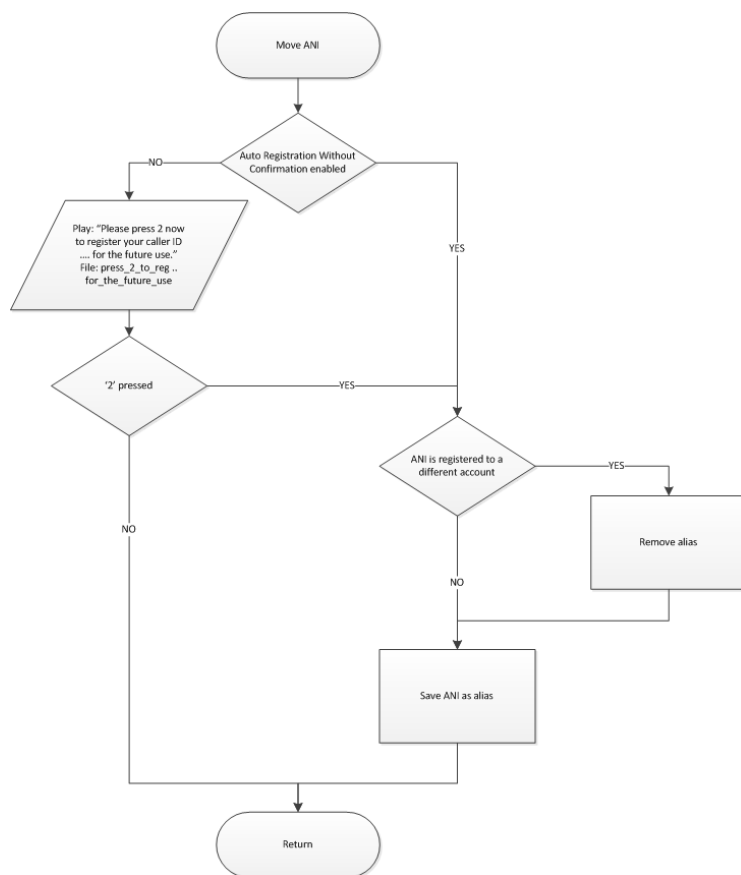 Move ANI
Auto Registration Without
Confirmation enabled
NO
Play: “Please press 2 now
to register your caller ID
.... for the future use.”
File: press_2_to_reg ..
for_the_future_use
YES
‘2’ pressed
YES
ANI is registered to a
different account
YES
NO
Remove alias
NO
Save ANI as alias
Return